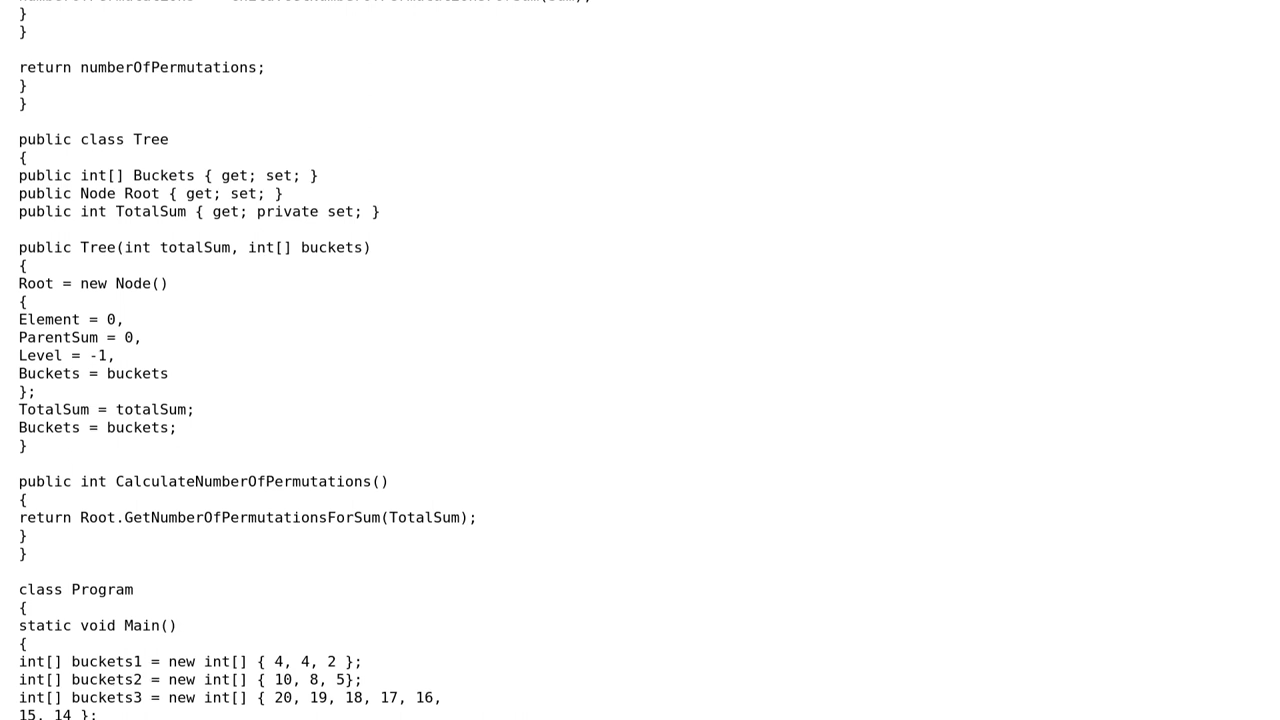 }
}
return numberOfPermutations;
}
}
public class Tree
{
public int[] Buckets { get; set; }
public Node Root { get; set; }
public int TotalSum { get; private set; }
public Tree(int totalSum, int[] buckets)
{
Root = new Node()
{
Element = 0,
ParentSum = 0,
Level = -1,
Buckets = buckets
};
TotalSum = totalSum;
Buckets = buckets;
}
public int CalculateNumberOfPermutations()
{
return Root.GetNumberOfPermutationsForSum(TotalSum);
}
}
class Program
{
static void Main()
{
int[] buckets1 = new int[] { 4, 4, 2 };
int[] buckets2 = new int[] { 10, 8, 5};
int[] buckets3 = new int[] { 20, 19, 18, 17, 16,
15, 14 };